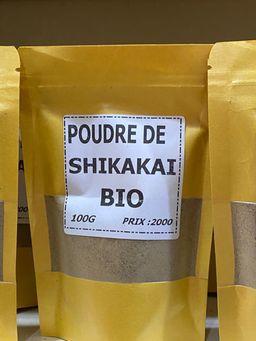 POUDRE DE
SHIKAKAI
BIO
100G PRIX :2000